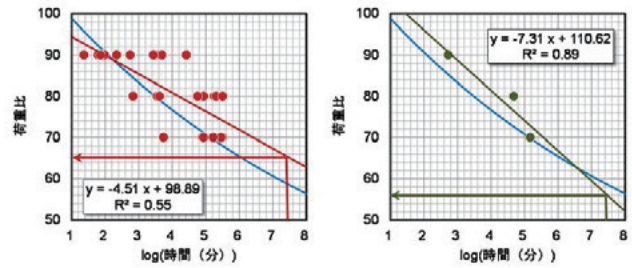 100
90
80
70
60
50
荷重比
1 2 3 4 5 6 7 8
log(時間（分）)
y = -4.51 x + 98.89
R² = 0.55
100
90
80
70
60
50
荷重比
1 2 3 4 5 6 7 8
log(時間（分）)
y = -7.31 x + 110.62
R² = 0.89